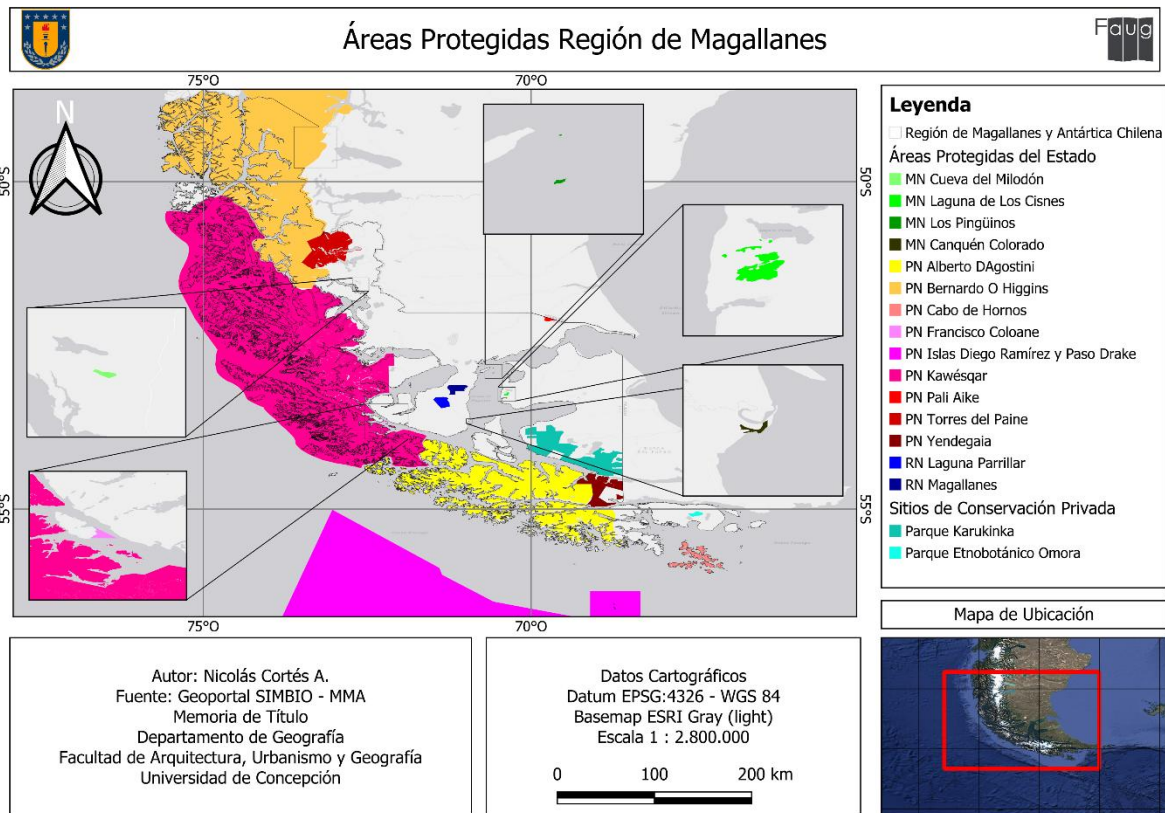 Áreas Protegidas Región de Magallanes
Faug
75°O
70°O
N
50°S
50°S
55°S
55°S
75°O
70°O
Leyenda
Región de Magallanes y Antártica Chilena
Áreas Protegidas del Estado
MN Cueva del Milodón
MN Laguna de Los Cisnes
MN Los Pingüinos
MN Canquén Colorado
PN Alberto DAgostini
PN Bernardo O Higgins
PN Cabo de Hornos
PN Francisco Coloane
PN Islas Diego Ramírez y Paso Drake
PN Kawésqar
PN Pali Aike
PN Torres del Paine
PN Yendegaia
RN Laguna Parrillar
RN Magallanes
Sitios de Conservación Privada
Parque Karukinka
Parque Etnobotánico Omora
Mapa de Ubicación
Autor: Nicolás Cortés A.
Fuente: Geoportal SIMBIO - MMA
Memoria de Título
Departamento de Geografía
Facultad de Arquitectura, Urbanismo y Geografía
Universidad de Concepción
Datos Cartográficos
Datum EPSG:4326 - WGS 84
Basemap ESRI Gray (light)
Escala 1 : 2.800.000
0 100 200 km